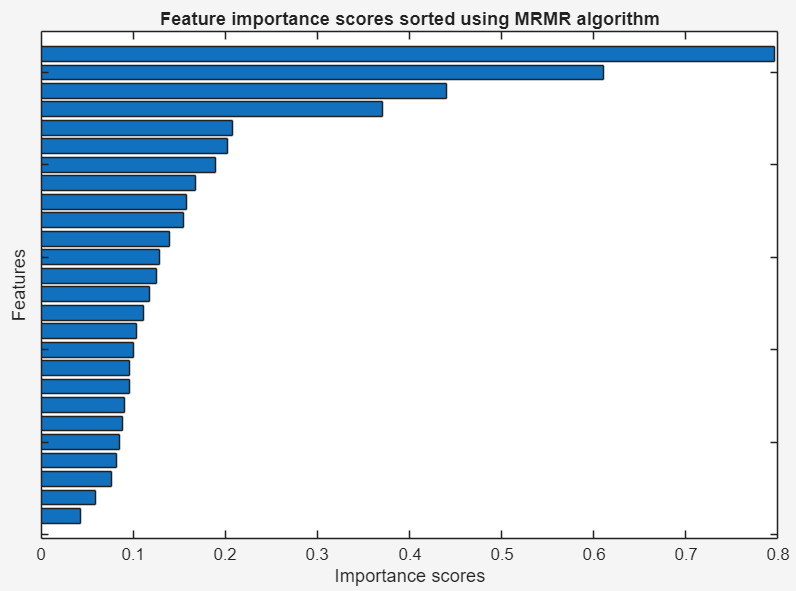 Feature importance scores sorted using MRMR algorithm
Features
0 0.1 0.2 0.3 0.4 0.5 0.6 0.7 0.8
Importance scores